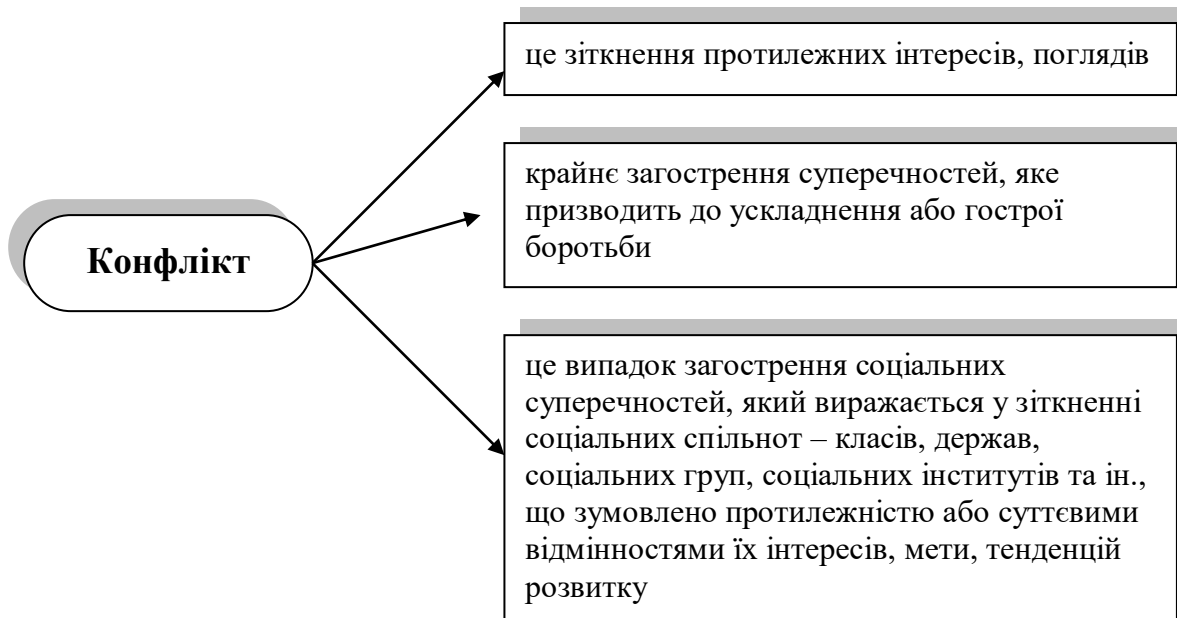 Конфлікт
це зіткнення протилежних інтересів, поглядів
крайнє загострення суперечностей, яке
призводить до ускладнення або гострої
боротьби
це випадок загострення соціальних
суперечностей, який виражається у зіткненні
соціальних спільнот – класів, держав,
соціальних груп, соціальних інститутів та ін.,
що зумовлено протилежністю або суттєвими
відмінностями їх інтересів, мети, тенденцій
розвитку